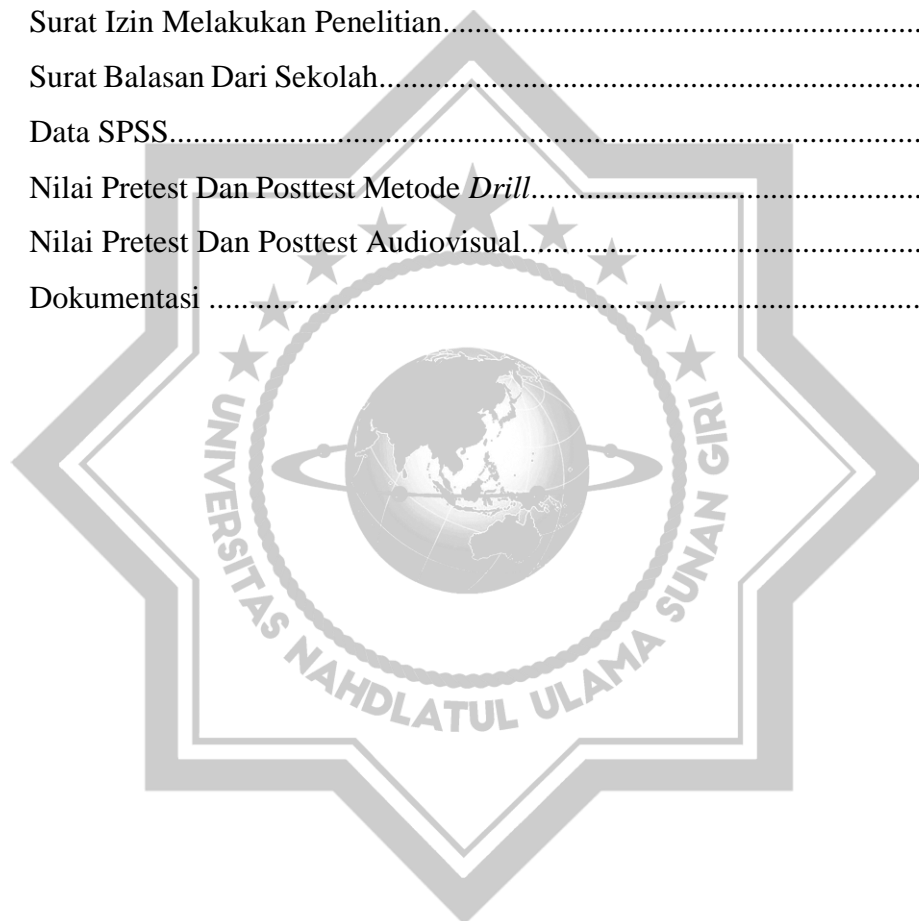 Surat Izin Melakukan Penelitian............................................................
Surat Balasan Dari Sekolah....................................................................
Data SPSS...............................................................................................
Nilai Pretest Dan Posttest Metode Drill.................................................
Nilai Pretest Dan Posttest Audiovisual..................................................
Dokumentasi ..........................................................................................
UNIVERSITAS NAHDLATUL ULAMA SUNAN GIRI